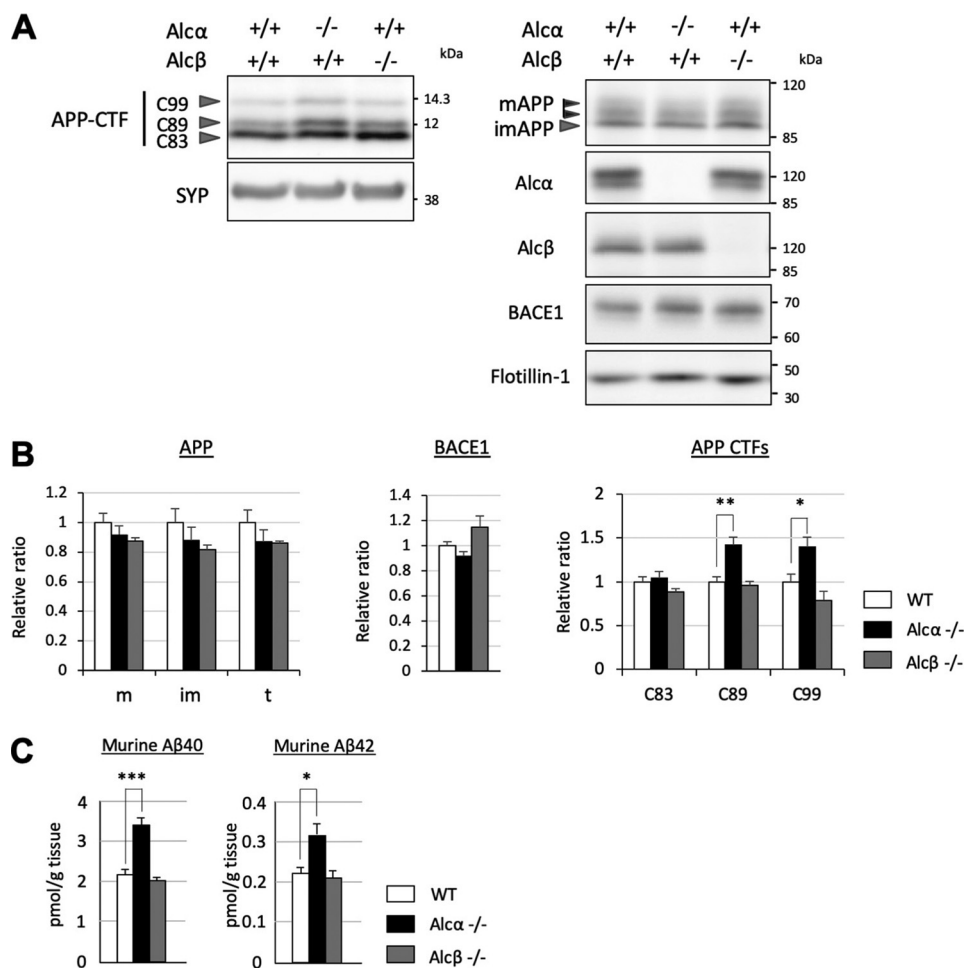 A
Alcα +/+ -/- +/+
Alcβ +/+ +/+ -/- kDa
APP-CTF
C99
C89
C83
14.3
12
SYP
38
Alcα +/+ -/- +/+
Alcβ +/+ +/+ -/- kDa
mAPP
imAPP
120
85
Alcα
120
85
Alcβ
120
85
BACE1
70
60
Flotillin-1
50
30
B
APP
Relative ratio
1.2
1
0.8
0.6
0.4
0.2
0
m im t
BACE1
Relative ratio
1.4
1.2
1
0.8
0.6
0.4
0.2
0
APP CTFs
Relative ratio
2
1.5
1
0.5
0
** *
C83 C89 C99
WT
Alcα -/-
Alcβ -/-
C
Murine Aβ40
***
pmol/g tissue
4
3
2
1
0
Murine Aβ42
*
pmol/g tissue
0.4
0.3
0.2
0.1
0
WT
Alcα -/-
Alcβ -/-